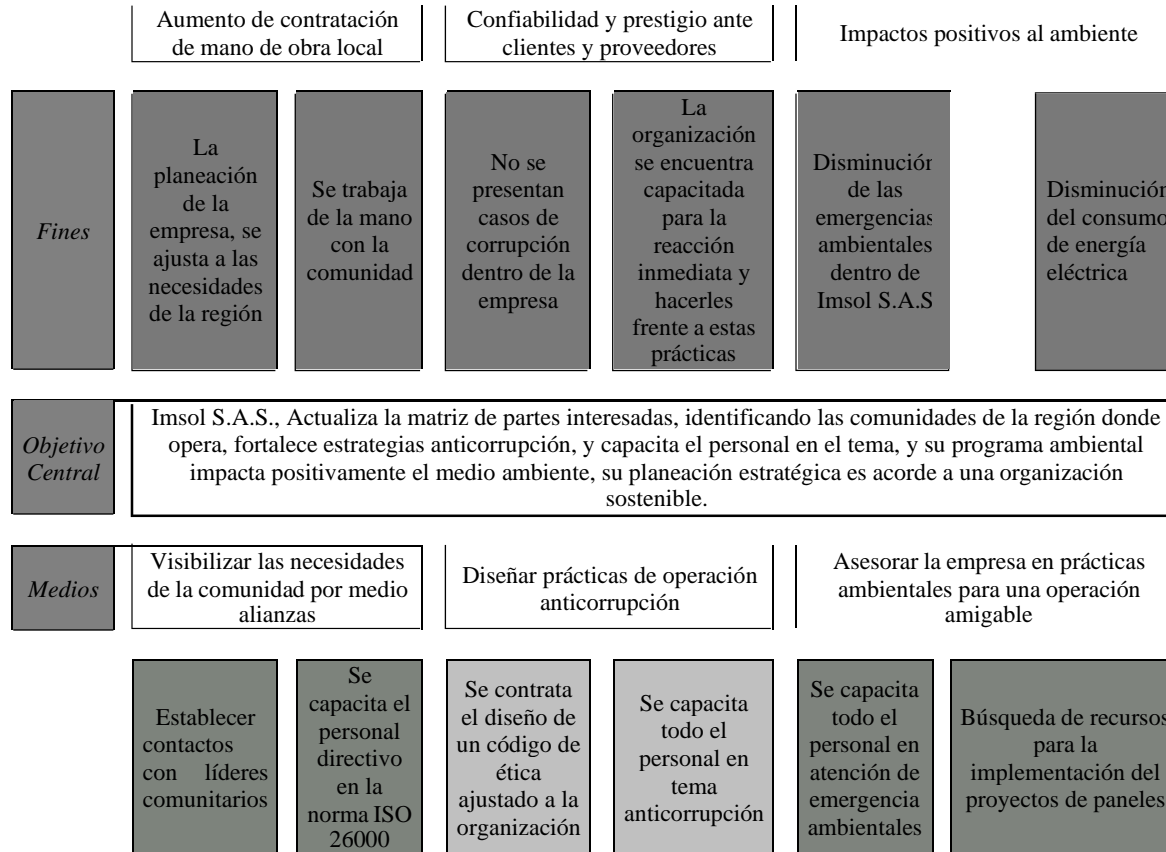 Aumento de contratación
de mano de obra local
Confiabilidad y prestigio ante
clientes y proveedores
Impactos positivos al ambiente
Fines
La
planeación
de la
empresa, se
ajusta a las
necesidades
de la región
Se trabaja
de la mano
con la
comunidad
No se
presentan
casos de
corrupción
dentro de la
empresa
La
organización
se encuentra
capacitada
para la
reacción
inmediata y
hacerles
frente a estas
prácticas
Disminución
de las
emergencias
ambientales
dentro de
Imsol S.A.S
Disminución
del consumo
de energía
eléctrica
Objetivo
Central
Imsol S.A.S., Actualiza la matriz de partes interesadas, identificando las comunidades de la región donde
opera, fortalece estrategias anticorrupción, y capacita el personal en el tema, y su programa ambiental
impacta positivamente el medio ambiente, su planeación estratégica es acorde a una organización
sostenible.
Medios
Visibilizar las necesidades
de la comunidad por medio
alianzas
Diseñar prácticas de operación
anticorrupción
Asesorar la empresa en prácticas
ambientales para una operación
amigable
Establecer
contactos
con líderes
comunitarios
Se
capacita el
personal
directivo
en la
norma ISO
26000
Se contrata
el diseño de
un código de
ética
ajustado a la
organización
Se capacita
todo el
personal en
tema
anticorrupción
Se capacita
todo el
personal en
atención de
emergencia
ambientales
Búsqueda de recursos
para la
implementación del
proyectos de paneles